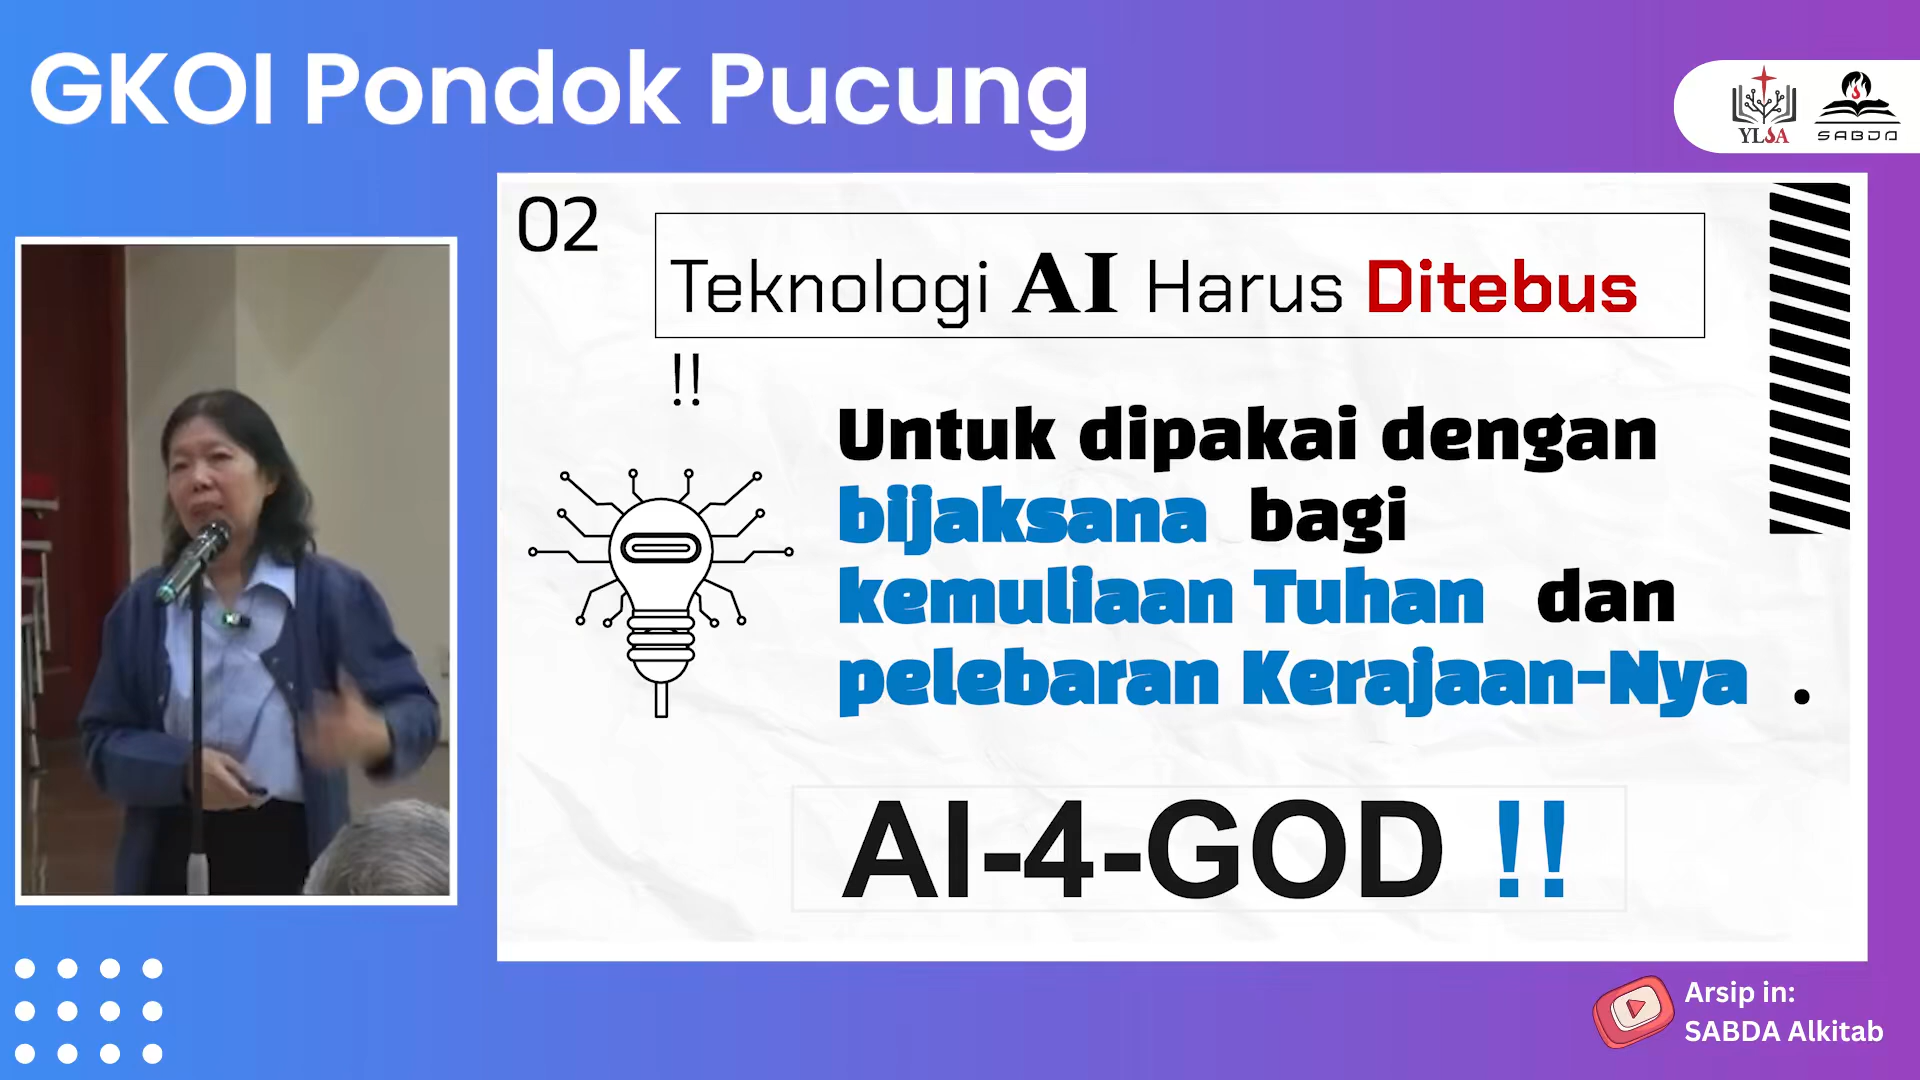 GKOI Pondok Pucung
YLSA
SABDA
02
Teknologi AI Harus Ditebus
!!
Untuk dipakai dengan
bijaksana bagi
kemuliaan Tuhan dan
pelebaran Kerajaan-Nya .
AI-4-GOD !!
Arsip in:
SABDA Alkitab